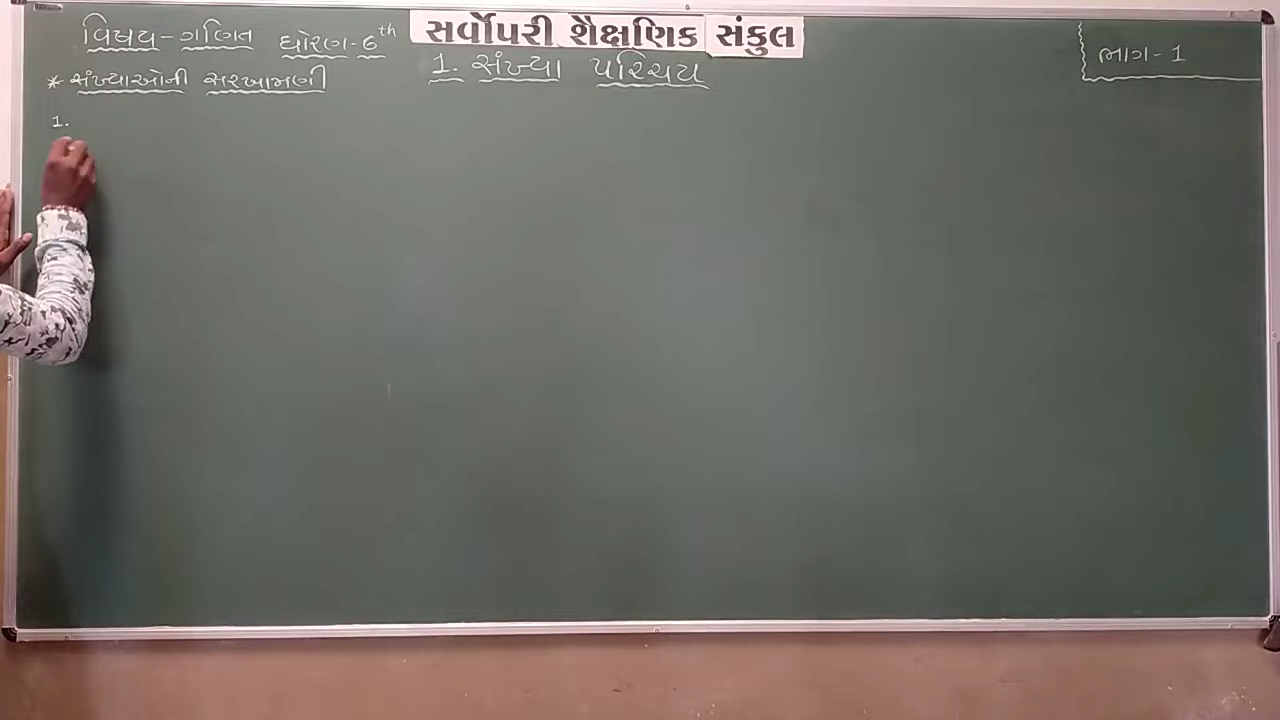 સર્વોપરી શૈક્ષણિક સંકુલ
વિષય - ગણિત ધોરણ - 6th
1. સંખ્યા પરિચય
ભાગ - 1
* સંખ્યાઓની સરખામણી
1.